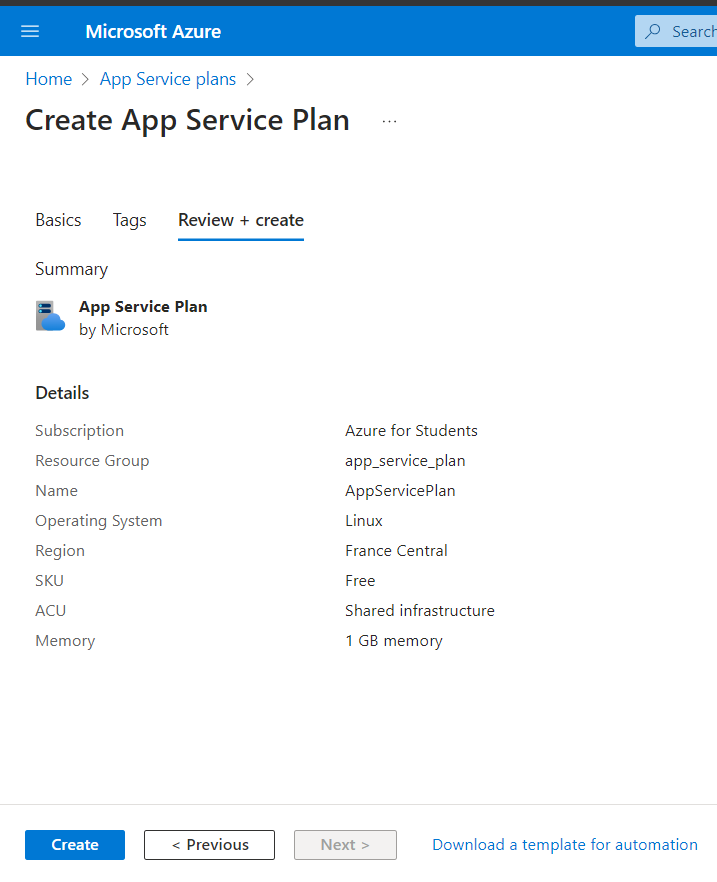 Microsoft Azure
Search
Home > App Service plans >
Create App Service Plan ...
Basics Tags Review + create
Summary
App Service Plan
by Microsoft
Details
Subscription Azure for Students
Resource Group app_service_plan
Name AppServicePlan
Operating System Linux
Region France Central
SKU Free
ACU Shared infrastructure
Memory 1 GB memory
Create < Previous Next > Download a template for automation